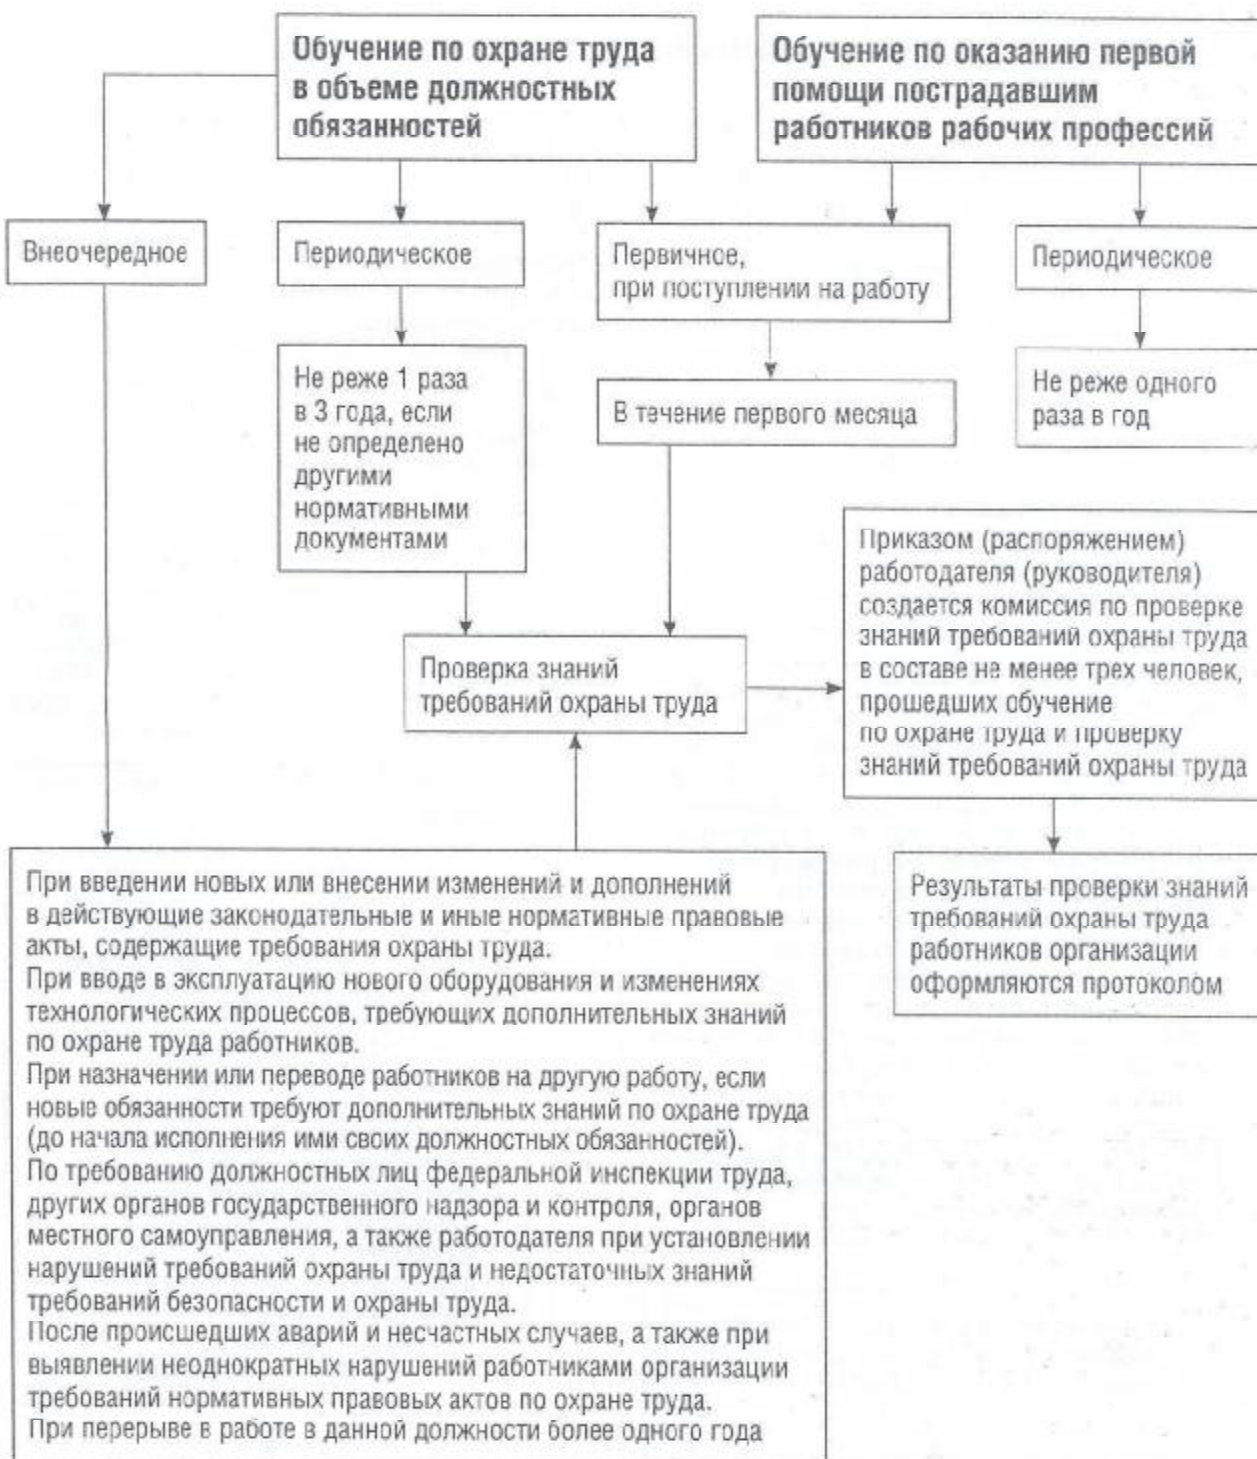 Обучение по охране труда
в объеме должностных
обязанностей
Обучение по оказанию первой
помощи пострадавшим
работников рабочих профессий
Внеочередное
Периодическое
Первичное,
при поступлении на работу
Периодическое
Не реже 1 раза
в 3 года, если
не определено
другими
нормативными
документами
В течение первого месяца
Не реже одного
раза в год
Проверка знаний
требований охраны труда
Приказом (распоряжением)
работодателя (руководителя)
создается комиссия по проверке
знаний требований охраны труда
в составе не менее трех человек,
прошедших обучение
по охране труда и проверку
знаний требований охраны труда
При введении новых или внесении изменений и дополнений
в действующие законодательные и иные нормативные правовые
акты, содержащие требования охраны труда.
При вводе в эксплуатацию нового оборудования и изменениях
технологических процессов, требующих дополнительных знаний
по охране труда работников.
При назначении или переводе работников на другую работу, если
новые обязанности требуют дополнительных знаний по охране труда
(до начала исполнения ими своих должностных обязанностей).
По требованию должностных лиц федеральной инспекции труда,
других органов государственного надзора и контроля, органов
местного самоуправления, а также работодателя при установлении
нарушений требований охраны труда и недостаточных знаний
требований безопасности и охраны труда.
После происшедших аварий и несчастных случаев, а также при
выявлении неоднократных нарушений работниками организации
требований нормативных правовых актов по охране труда.
При перерыве в работе в данной должности более одного года
Результаты проверки знаний
требований охраны труда
работников организации
оформляются протоколом